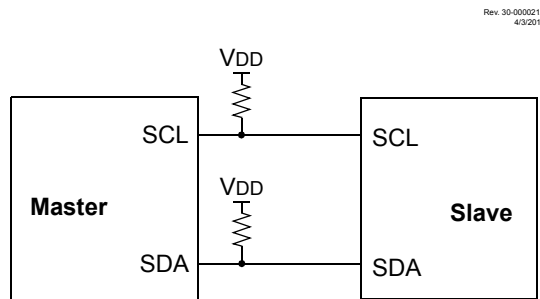 Rev. 30-000021
4/3/201
VDD
SCL
SCL
VDD
Master
Slave
SDA
SDA